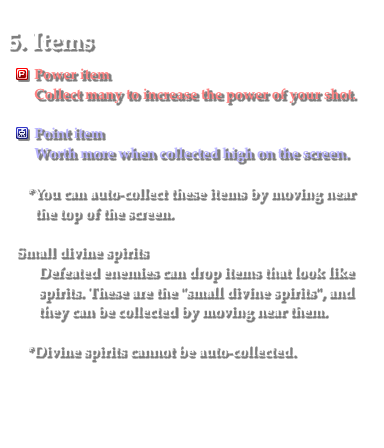 5. Items
P Power item
Collect many to increase the power of your shot.
Point item
Worth more when collected high on the screen.
*You can auto-collect these items by moving near
the top of the screen.
Small divine spirits
Defeated enemies can drop items that look like
spirits. These are the "small divine spirits", and
they can be collected by moving near them.
*Divine spirits cannot be auto-collected.